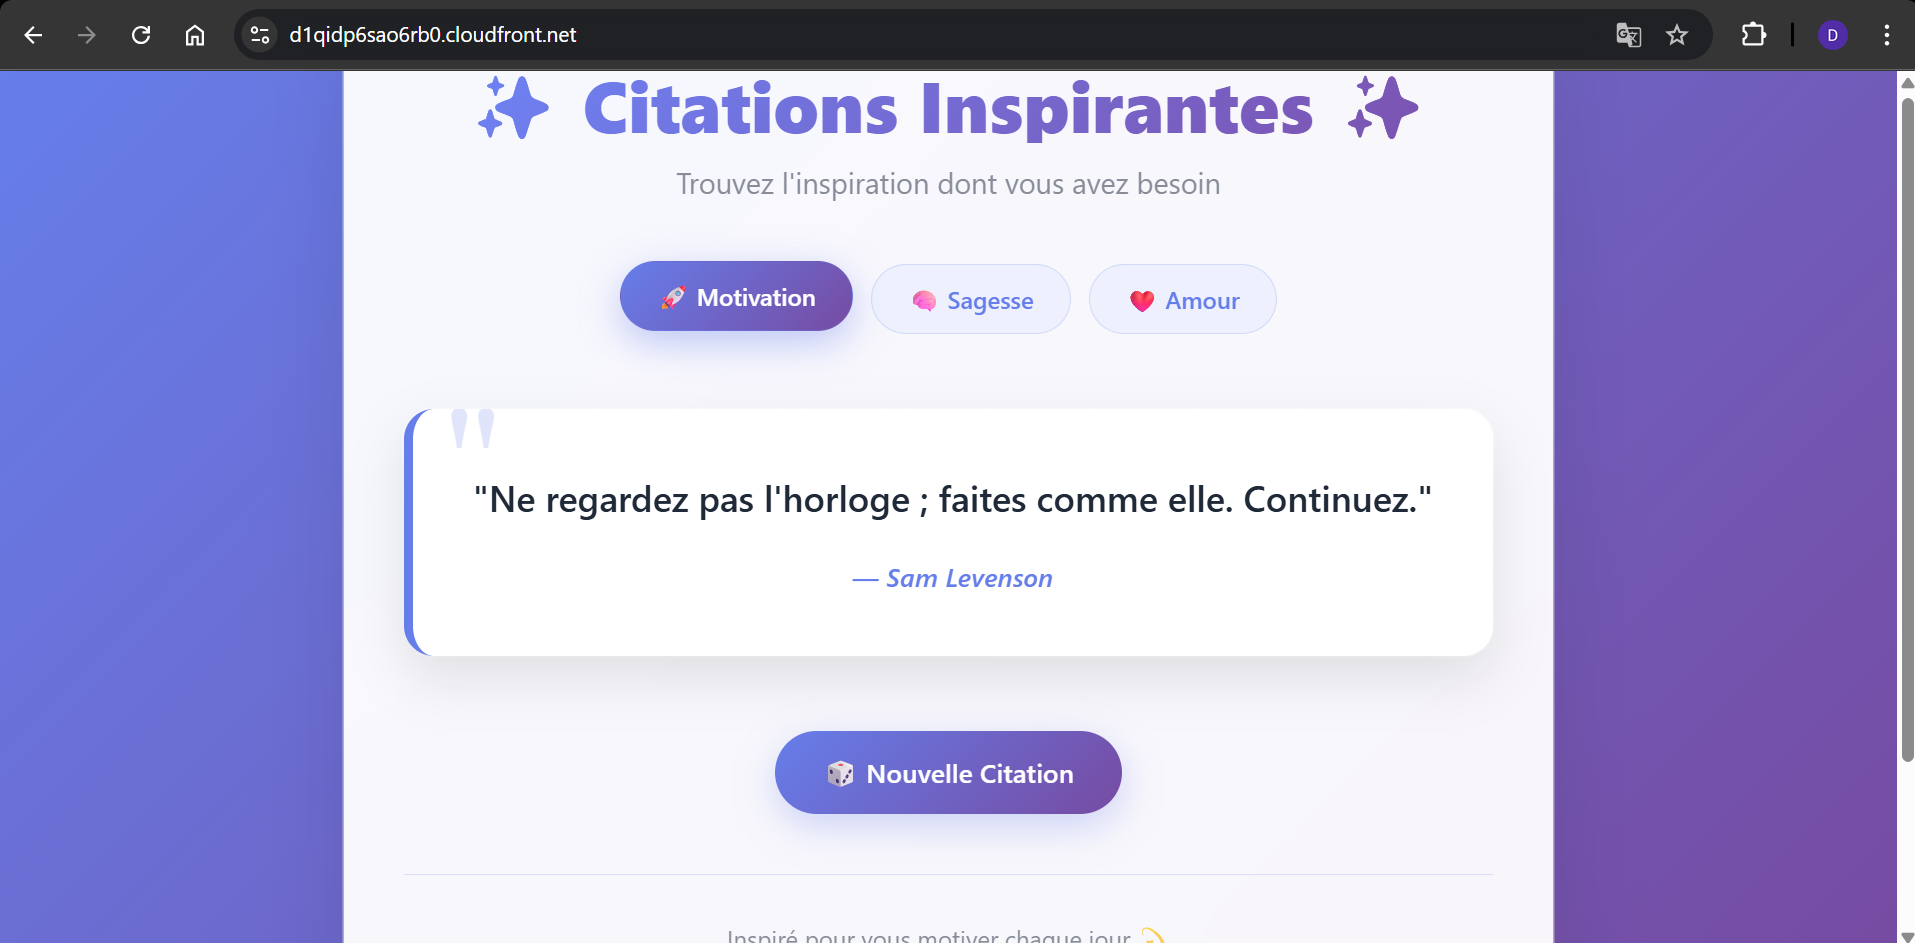 d1qidp6sao6rb0.cloudfront.net
D
✨ Citations Inspirantes ✨
Trouvez l'inspiration dont vous avez besoin
🚀 Motivation
🧠 Sagesse
❤️ Amour
"
"Ne regardez pas l'horloge ; faites comme elle. Continuez."
— Sam Levenson
🎲 Nouvelle Citation
Inspiré pour vous motiver chaque jour 💫